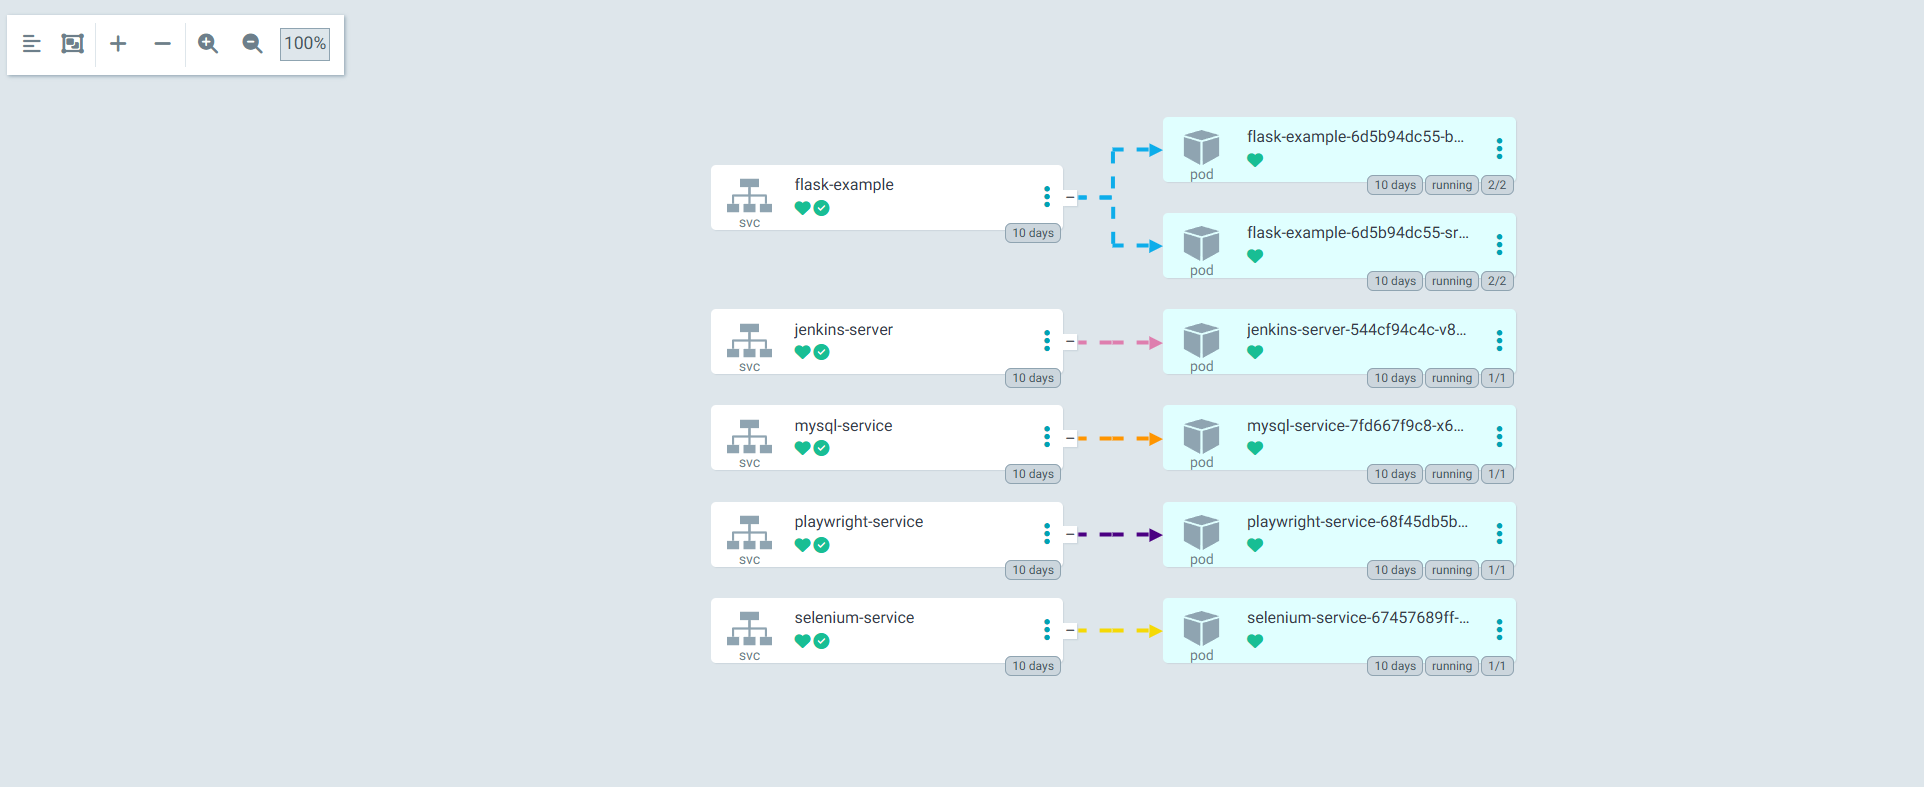 100%
flask-example
svc
10 days
flask-example-6d5b94dc55-b...
pod
10 days running 2/2
flask-example-6d5b94dc55-sr...
pod
10 days running 2/2
jenkins-server
svc
10 days
jenkins-server-544cf94c4c-v8...
pod
10 days running 1/1
mysql-service
svc
10 days
mysql-service-7fd667f9c8-x6...
pod
10 days running 1/1
playwright-service
svc
10 days
playwright-service-68f45db5b...
pod
10 days running 1/1
selenium-service
svc
10 days
selenium-service-67457689ff-...
pod
10 days running 1/1